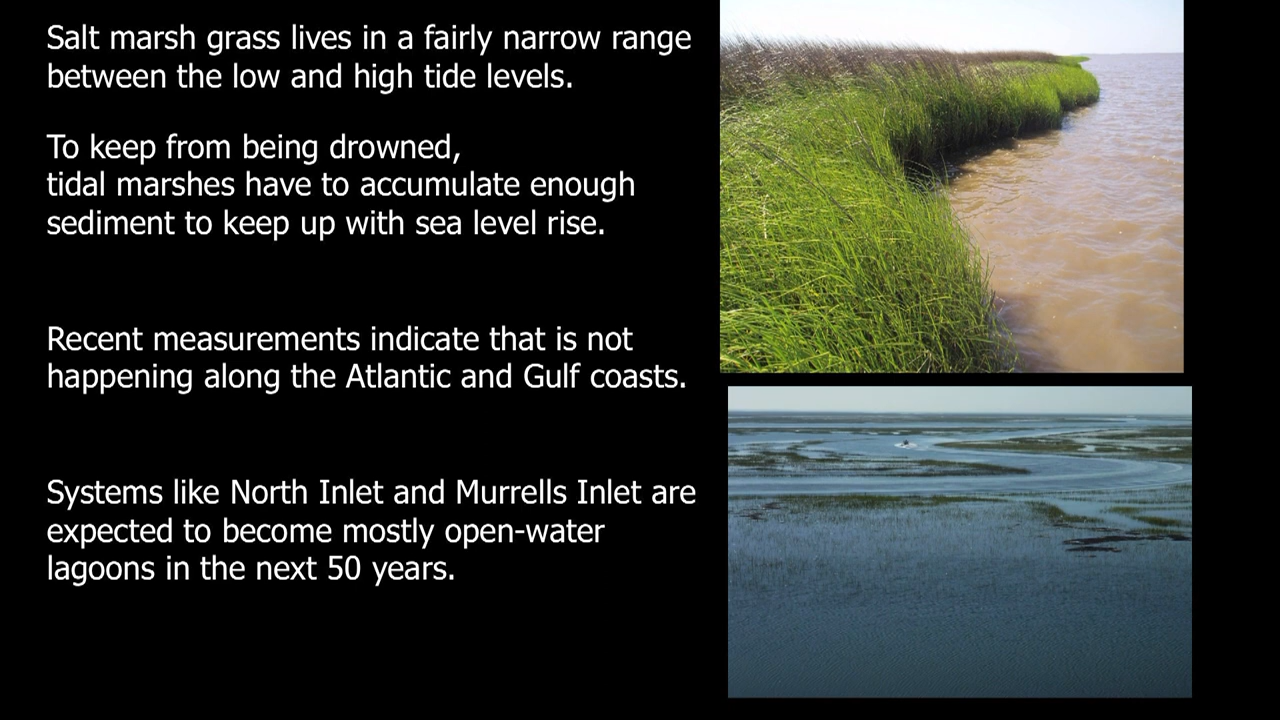 Salt marsh grass lives in a fairly narrow range
between the low and high tide levels.
To keep from being drowned,
tidal marshes have to accumulate enough
sediment to keep up with sea level rise.
Recent measurements indicate that is not
happening along the Atlantic and Gulf coasts.
Systems like North Inlet and Murrells Inlet are
expected to become mostly open-water
lagoons in the next 50 years.